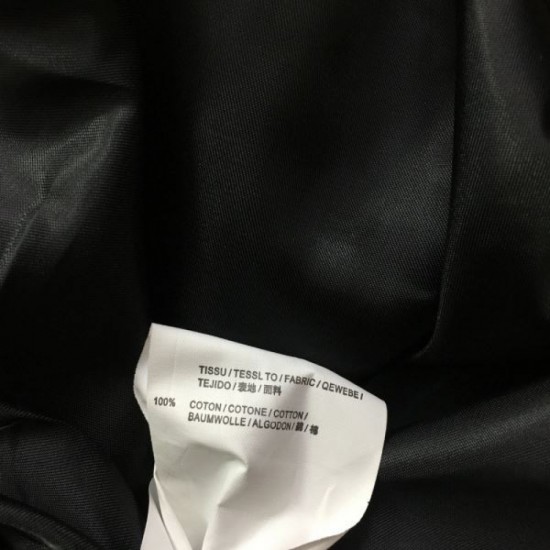 TISSU / TESSL TO / FABRIC / QEWEBE /
TEJIDO / 表地 / 面料
100% COTON / COTONE / COTTON /
BAUMWOLLE / ALGODON / 綿 / 棉